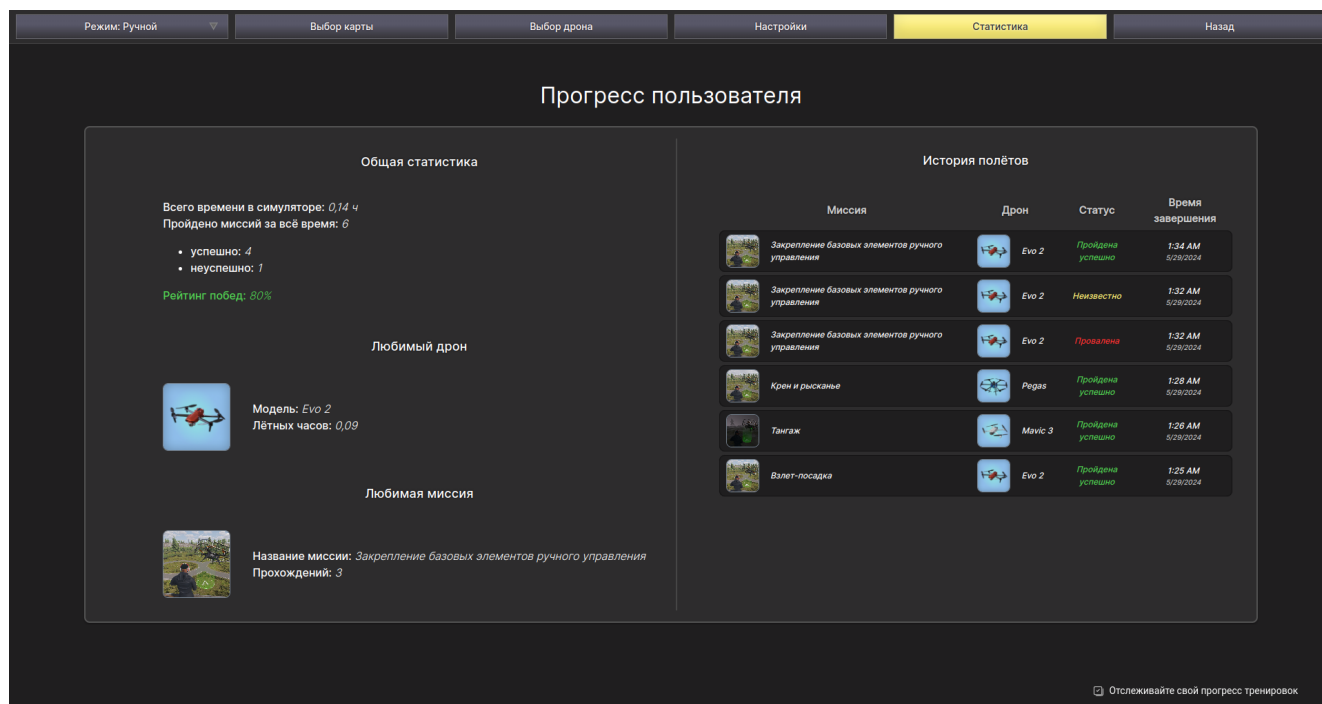 Режим: Ручной
Выбор карты
Выбор дрона
Настройки
Статистика
Назад
Прогресс пользователя
Общая статистика
Всего времени в симуляторе: 0,14 ч
Пройдено миссий за всё время: 6
• успешно: 4
• неуспешно: 1
Рейтинг побед: 80%
Любимый дрон
Модель: Evo 2
Лётных часов: 0,09
Любимая миссия
Название миссии: Закрепление базовых элементов ручного управления
Прохождений: 3
История полётов
Миссия
Дрон
Статус
Время
завершения
Закрепление базовых элементов ручного
управления
Evo 2
Пройдена
успешно
1:34 AM
5/29/2024
Закрепление базовых элементов ручного
управления
Evo 2
Неизвестно
1:32 AM
5/29/2024
Закрепление базовых элементов ручного
управления
Evo 2
Провалена
1:32 AM
5/29/2024
Крен и рысканье
Pegas
Пройдена
успешно
1:28 AM
5/29/2024
Тангаж
Mavic 3
Пройдена
успешно
1:26 AM
5/29/2024
Взлет-посадка
Evo 2
Пройдена
успешно
1:25 AM
5/29/2024
Отслеживайте свой прогресс тренировок